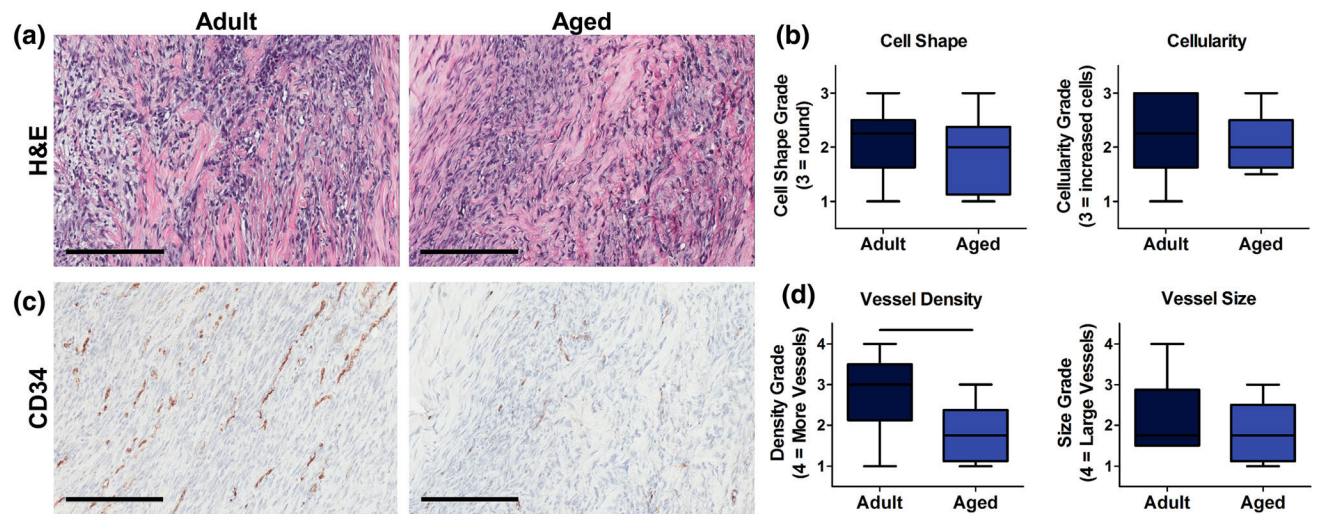 Adult
Aged
(a)
H&E
(c)
CD34
(b)
Cell Shape
Cell Shape Grade
(3 = round)
3
2
1
Adult
Aged
Cellularity
Cellularity Grade
(3 = increased cells)
3
2
1
Adult
Aged
(d)
Vessel Density
Density Grade
(4 = More Vessels)
4
3
2
1
Adult
Aged
Vessel Size
Size Grade
(4 = Large Vessels)
4
3
2
1
Adult
Aged